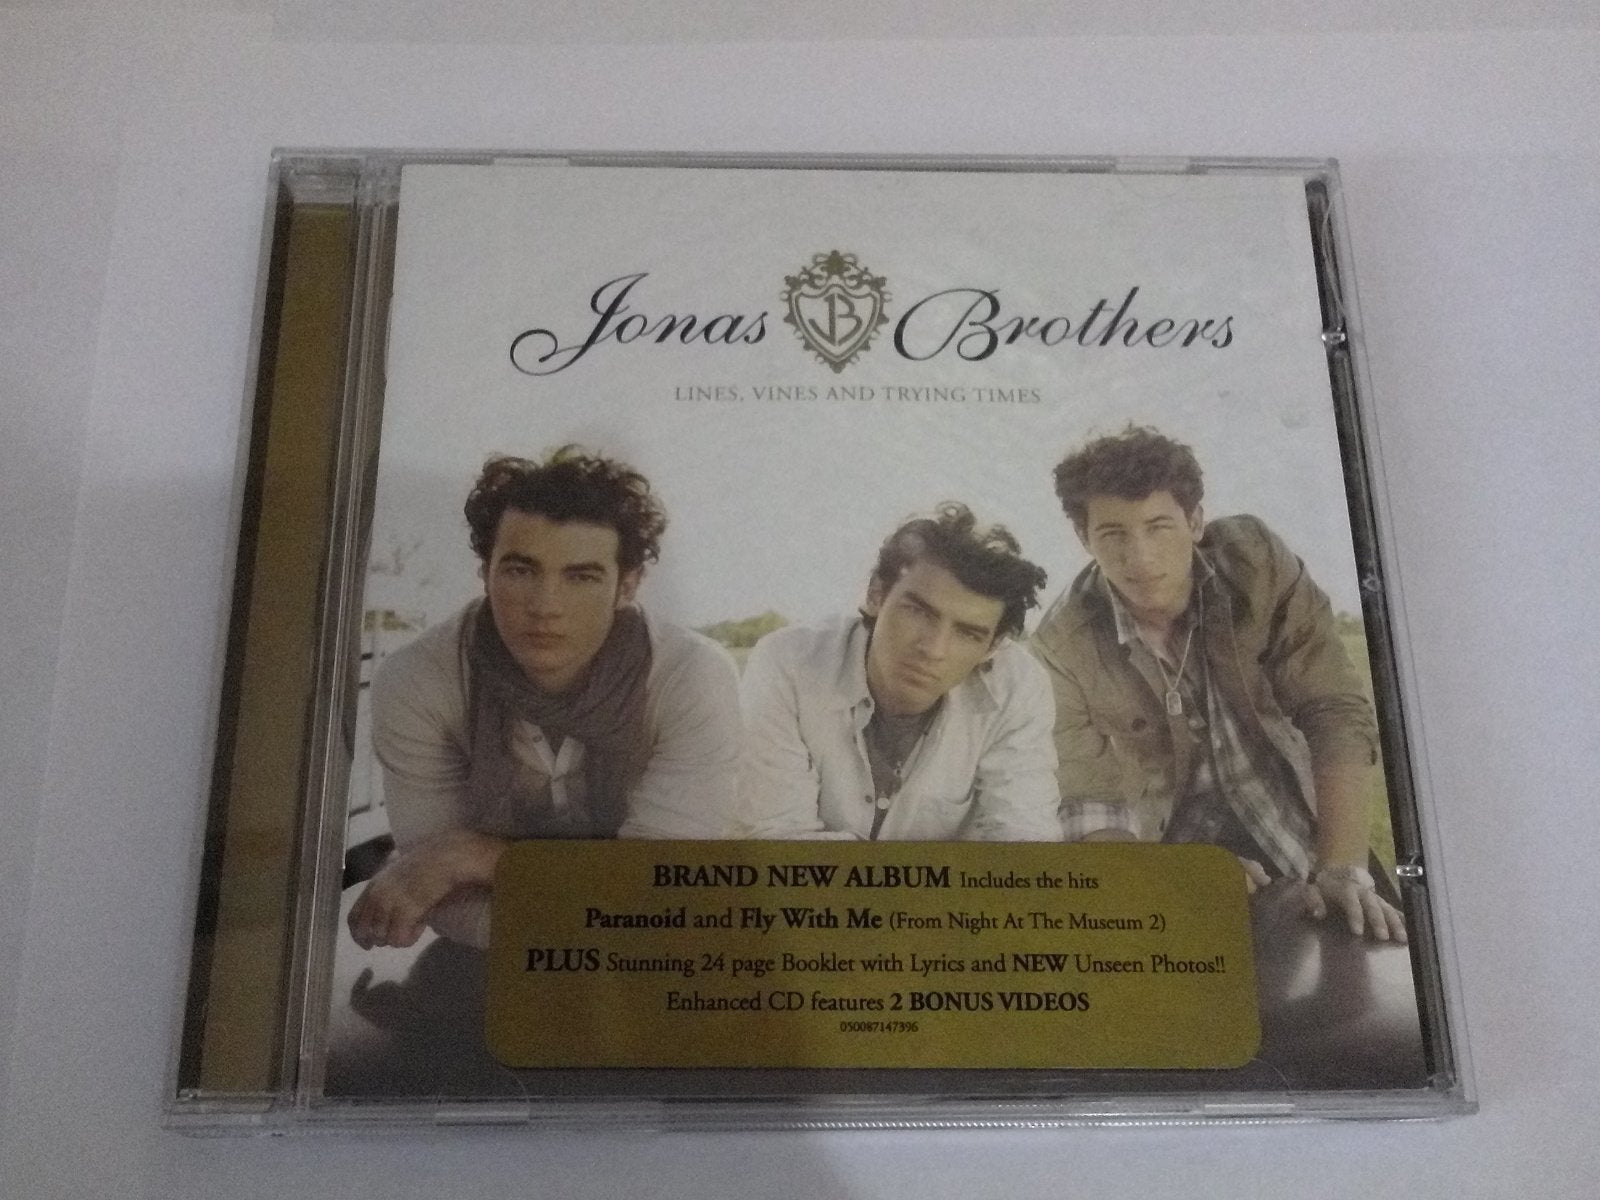 Jonas JB Brothers
LINES, VINES AND TRYING TIMES
BRAND NEW ALBUM Includes the hits
Paranoid and Fly With Me (From Night At The Museum 2)
PLUS Stunning 24 page Booklet with Lyrics and NEW Unseen Photos!!
Enhanced CD features 2 BONUS VIDEOS
050087147396